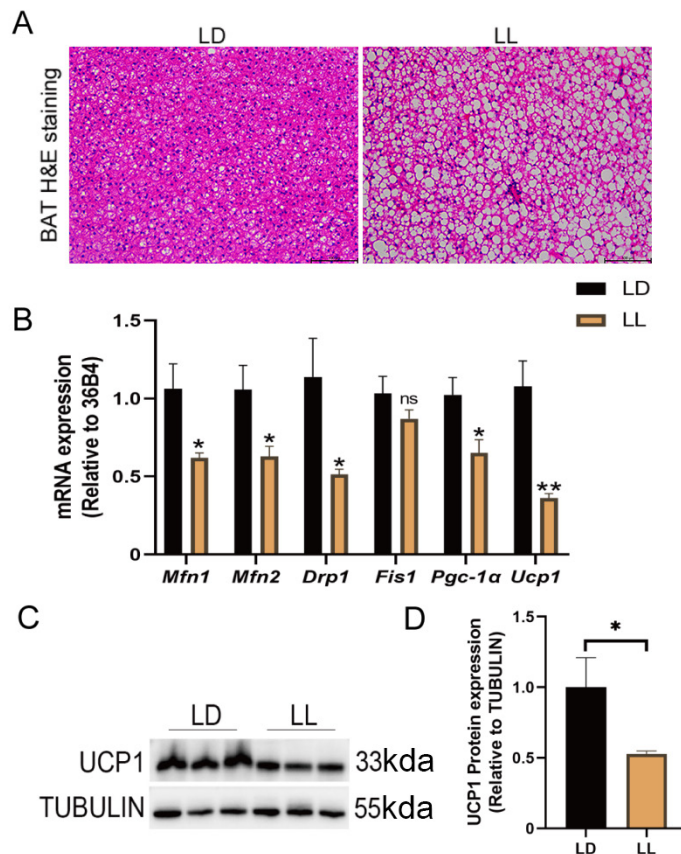 A
LD
LL
BAT H&E staining
LD
LL
B
mRNA expression
(Relative to 36B4)
1.5
1.0
0.5
0
*
*
*
ns
*
**
Mfn1
Mfn2
Drp1
Fis1
Pgc-1α
Ucp1
C
LD
LL
UCP1
33kda
TUBULIN
55kda
D
UCP1 Protein expression
(Relative to TUBULIN)
1.5
1.0
0.5
0.0
*
LD
LL